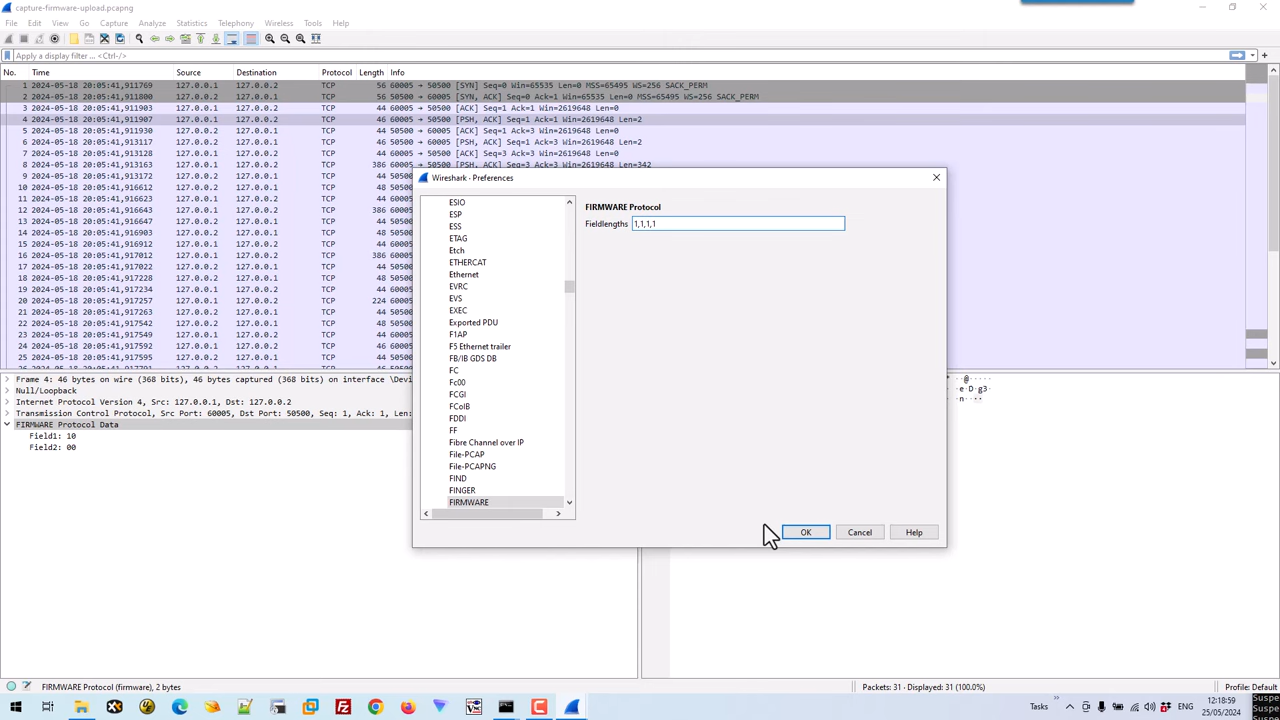 capture-firmware-upload.pcapng
File Edit View Go Capture Analyze Statistics Telephony Wireless Tools Help
Apply a display filter ... <Ctrl-/>
No. Time Source Destination Protocol Length Info
1 2024-05-18 20:05:41,911769 127.0.0.1 127.0.0.2 TCP 56 60005 → 50500 [SYN] Seq=0 Win=65535 Len=0 MSS=65495 WS=256 SACK_PERM
2 2024-05-18 20:05:41,911800 127.0.0.2 127.0.0.1 TCP 56 50500 → 60005 [SYN, ACK] Seq=0 Ack=1 Win=65535 Len=0 MSS=65495 WS=256 SACK_PERM
3 2024-05-18 20:05:41,911903 127.0.0.1 127.0.0.2 TCP 44 60005 → 50500 [ACK] Seq=1 Ack=1 Win=2619648 Len=0
4 2024-05-18 20:05:41,911907 127.0.0.1 127.0.0.2 TCP 46 60005 → 50500 [PSH, ACK] Seq=1 Ack=1 Win=2619648 Len=2
5 2024-05-18 20:05:41,911930 127.0.0.2 127.0.0.1 TCP 44 50500 → 60005 [ACK] Seq=1 Ack=3 Win=2619648 Len=0
6 2024-05-18 20:05:41,913117 127.0.0.2 127.0.0.1 TCP 46 50500 → 60005 [PSH, ACK] Seq=1 Ack=3 Win=2619648 Len=2
7 2024-05-18 20:05:41,913128 127.0.0.1 127.0.0.2 TCP 44 60005 → 50500 [ACK] Seq=3 Ack=3 Win=2619648 Len=0
8 2024-05-18 20:05:41,913163 127.0.0.1 127.0.0.2 TCP 386 60005 → 50500 [PSH, ACK] Seq=3 Ack=3 Win=2619648 Len=342
9 2024-05-18 20:05:41,913172 127.0.0.2 127.0.0.1 TCP 44 50500
10 2024-05-18 20:05:41,916612 127.0.0.2 127.0.0.1 TCP 48 50500
11 2024-05-18 20:05:41,916623 127.0.0.1 127.0.0.2 TCP 44 60005
12 2024-05-18 20:05:41,916643 127.0.0.1 127.0.0.2 TCP 386 60005
13 2024-05-18 20:05:41,916647 127.0.0.2 127.0.0.1 TCP 44 50500
14 2024-05-18 20:05:41,916902 127.0.0.2 127.0.0.1 TCP 48 50500
15 2024-05-18 20:05:41,916912 127.0.0.1 127.0.0.2 TCP 44 60005
16 2024-05-18 20:05:41,917012 127.0.0.1 127.0.0.2 TCP 386 60005
17 2024-05-18 20:05:41,917022 127.0.0.2 127.0.0.1 TCP 44 50500
18 2024-05-18 20:05:41,917228 127.0.0.2 127.0.0.1 TCP 48 50500
19 2024-05-18 20:05:41,917234 127.0.0.1 127.0.0.2 TCP 44 60005
20 2024-05-18 20:05:41,917257 127.0.0.1 127.0.0.2 TCP 224 60005
21 2024-05-18 20:05:41,917263 127.0.0.2 127.0.0.1 TCP 44 50500
22 2024-05-18 20:05:41,917542 127.0.0.2 127.0.0.1 TCP 48 50500
23 2024-05-18 20:05:41,917549 127.0.0.1 127.0.0.2 TCP 44 60005
24 2024-05-18 20:05:41,917592 127.0.0.1 127.0.0.2 TCP 46 60005
25 2024-05-18 20:05:41,917595 127.0.0.2 127.0.0.1 TCP 44 50500
Wireshark · Preferences
ESIO
ESP
ESS
ETAG
Etch
ETHERCAT
Ethernet
EVRC
EVS
EXEC
Exported PDU
F1AP
F5 Ethernet trailer
FB/IB GDS DB
FC
Fc00
FCGI
FCoIB
FDDI
FF
Fibre Channel over IP
File-PCAP
File-PCAPNG
FIND
FINGER
FIRMWARE
FIRMWARE Protocol
Fieldlengths 1,1,1,1
OK Cancel Help
Frame 4: 46 bytes on wire (368 bits), 46 bytes captured (368 bits) on interface \Devi
Null/Loopback
Internet Protocol Version 4, Src: 127.0.0.1, Dst: 127.0.0.2
Transmission Control Protocol, Src Port: 60005, Dst Port: 50500, Seq: 1, Ack: 1, Len:
FIRMWARE Protocol Data
Field1: 10
Field2: 00
FIRMWARE Protocol (firmware), 2 bytes
Packets: 31 · Displayed: 31 (100.0%)
Profile: Default
Tasks
ENG
12:18:59
25/05/2024
Suspe
Suspe
Suspe